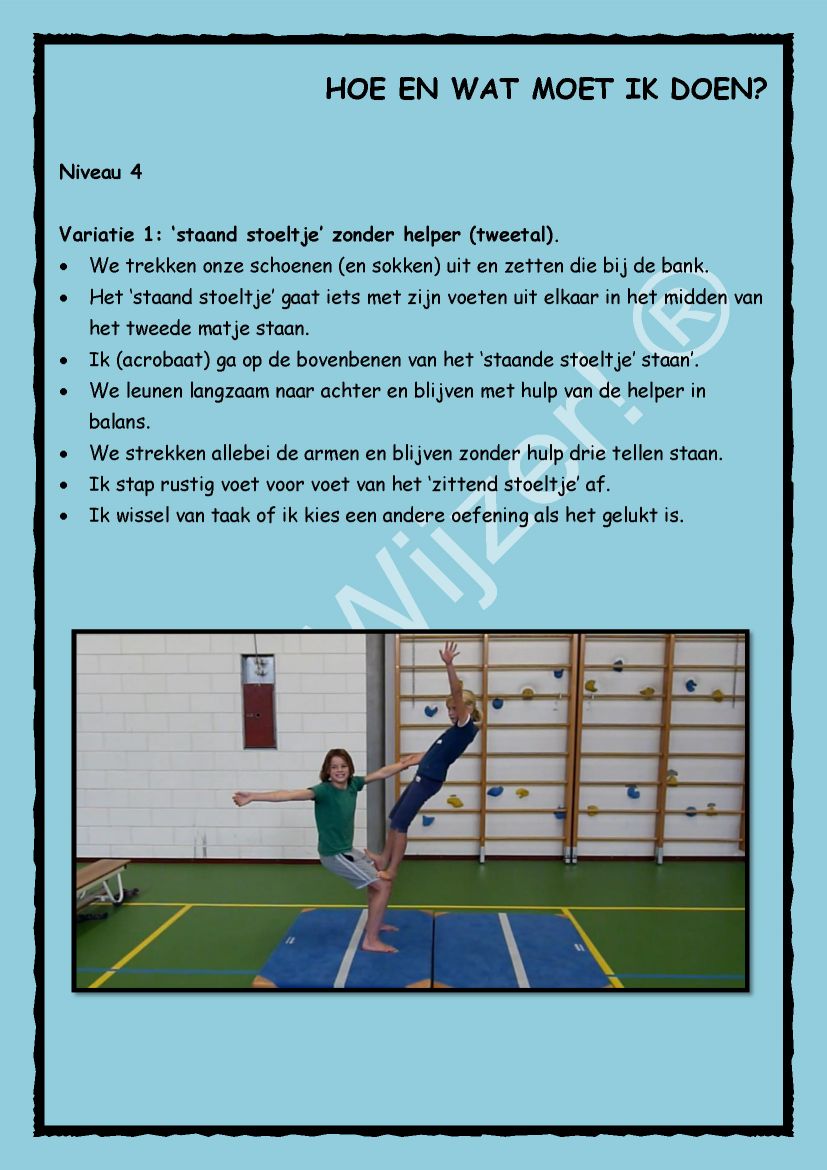 HOE EN WAT MOET IK DOEN?
Niveau 4
Variatie 1: ‘staand stoeltje’ zonder helper (tweetal).
• We trekken onze schoenen (en sokken) uit en zetten die bij de bank.
• Het ‘staand stoeltje’ gaat iets met zijn voeten uit elkaar in het midden van
het tweede matje staan.
• Ik (acrobaat) ga op de bovenbenen van het ‘staande stoeltje’ staan’.
• We leunen langzaam naar achter en blijven met hulp van de helper in
balans.
• We strekken allebei de armen en blijven zonder hulp drie tellen staan.
• Ik stap rustig voet voor voet van het ‘zittend stoeltje’ af.
• Ik wissel van taak of ik kies een andere oefening als het gelukt is.
Wijzer! ®